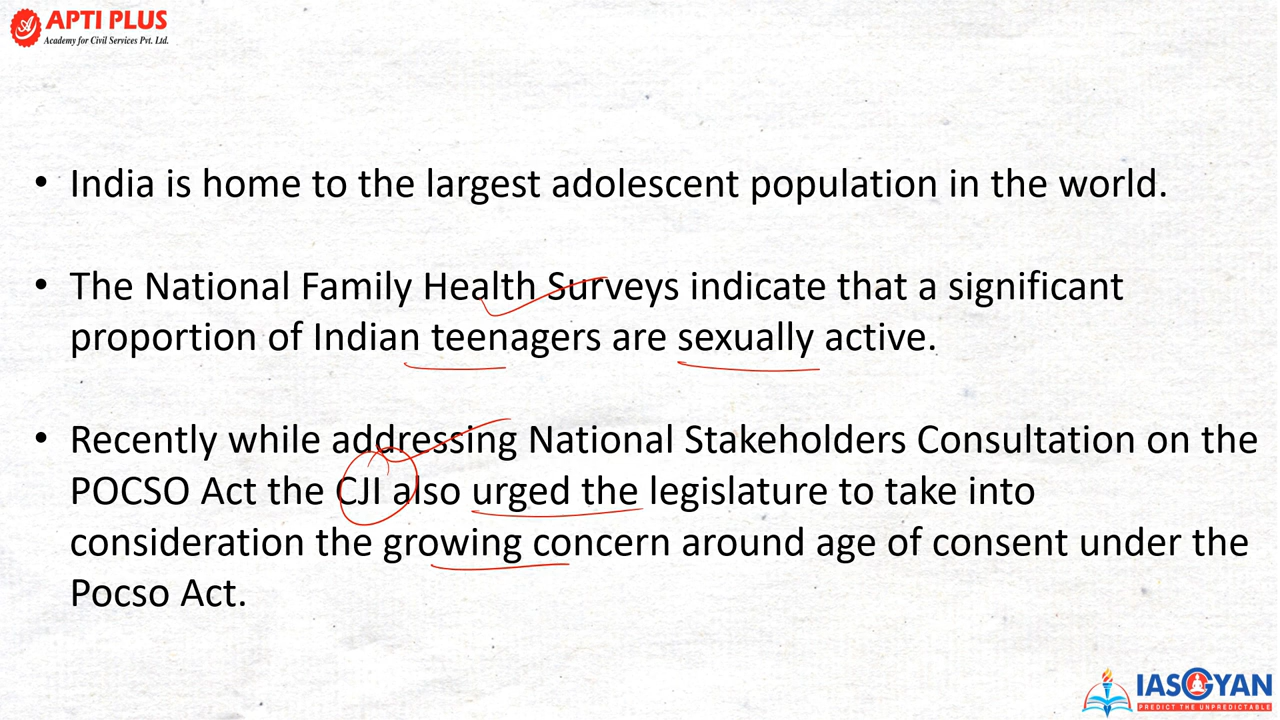 APTI PLUS
Academy for Civil Services Pvt. Ltd.
• India is home to the largest adolescent population in the world.
• The National Family Health Surveys indicate that a significant
proportion of Indian teenagers are sexually active.
• Recently while addressing National Stakeholders Consultation on the
POCSO Act the CJI also urged the legislature to take into
consideration the growing concern around age of consent under the
Pocso Act.
IASGYAN
PREDICT THE UNPREDICTABLE